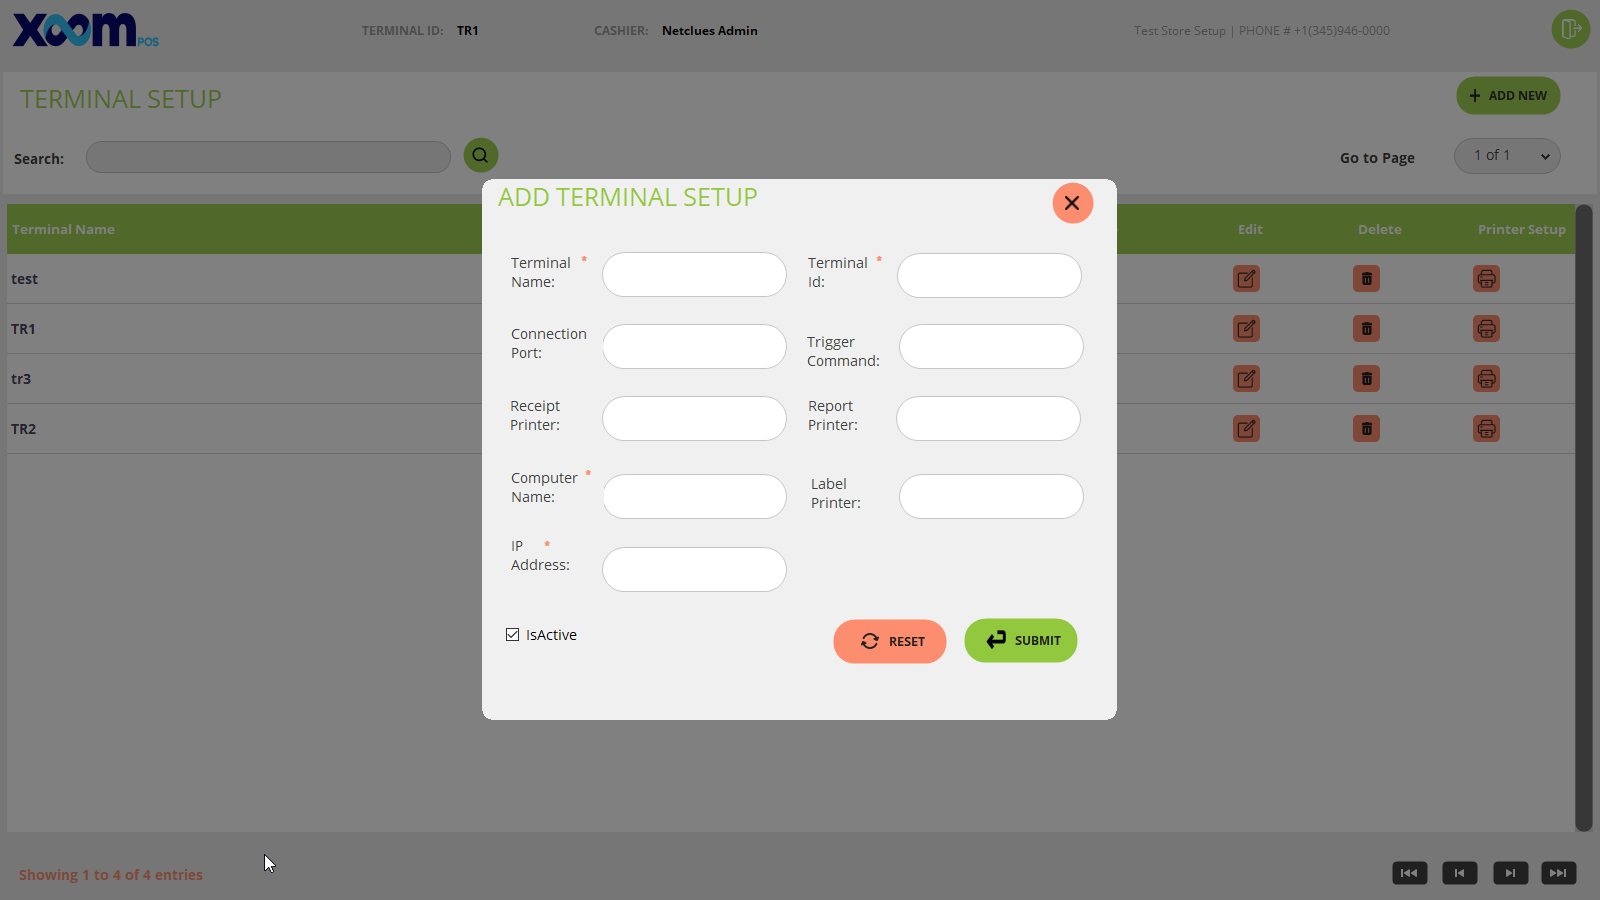 xoom POS
TERMINAL ID: TR1
CASHIER: Netclues Admin
Test Store Setup | PHONE # +1(345)946-0000
TERMINAL SETUP
+ ADD NEW
Search:
Go to Page
1 of 1
Terminal Name
Edit
Delete
Printer Setup
test
TR1
tr3
TR2
ADD TERMINAL SETUP
Terminal *
Name:
Terminal *
Id:
Connection
Port:
Trigger
Command:
Receipt
Printer:
Report
Printer:
Computer *
Name:
Label
Printer:
IP *
Address:
IsActive
RESET
SUBMIT
Showing 1 to 4 of 4 entries